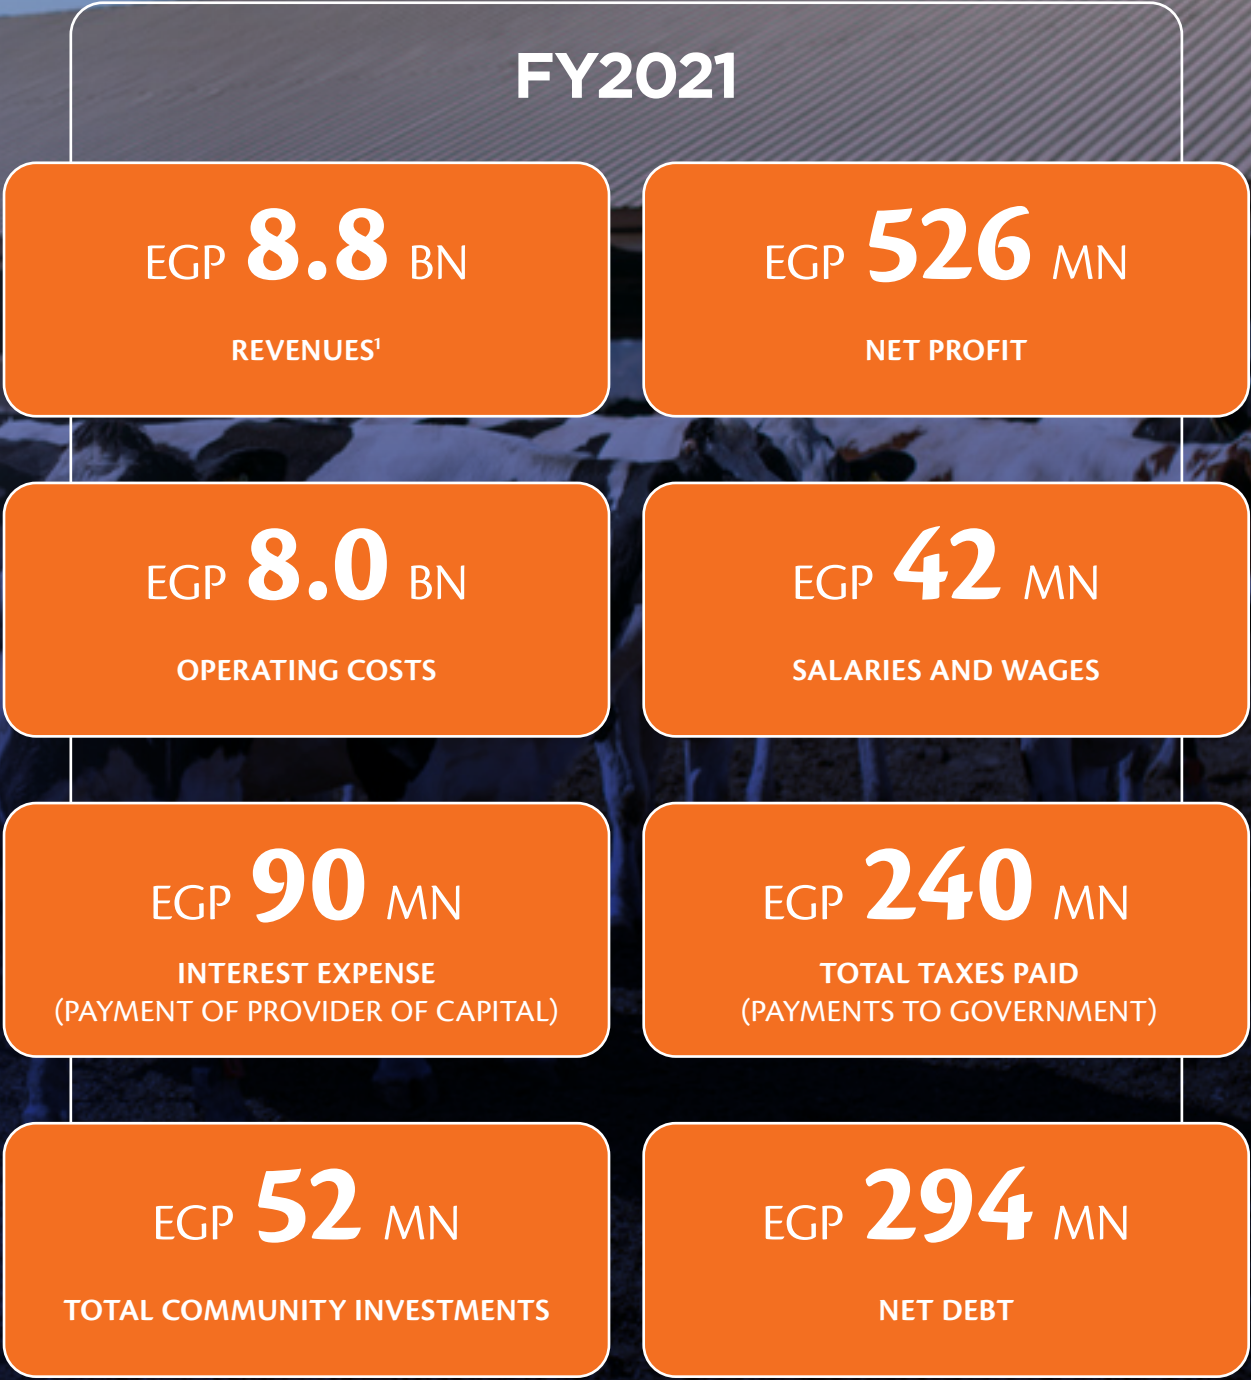 FY2021
EGP 8.8 BN
REVENUES¹
EGP 526 MN
NET PROFIT
EGP 8.0 BN
OPERATING COSTS
EGP 42 MN
SALARIES AND WAGES
EGP 90 MN
INTEREST EXPENSE
(PAYMENT OF PROVIDER OF CAPITAL)
EGP 240 MN
TOTAL TAXES PAID
(PAYMENTS TO GOVERNMENT)
EGP 52 MN
TOTAL COMMUNITY INVESTMENTS
EGP 294 MN
NET DEBT